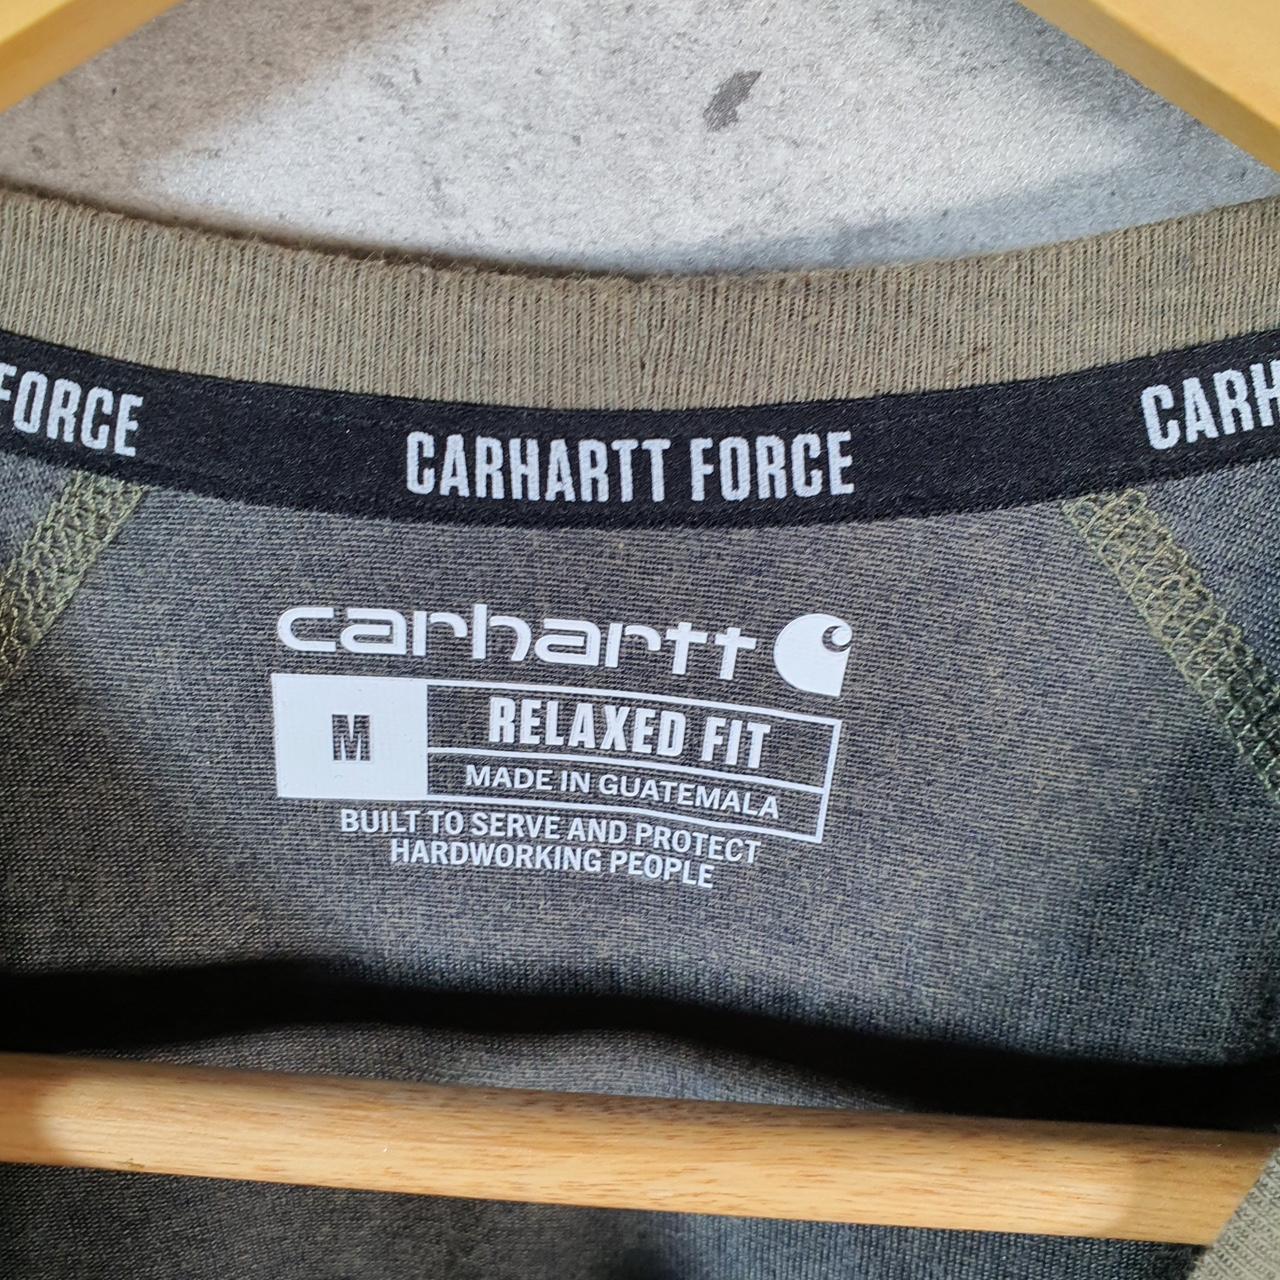 FORCE CARHARTT FORCE CARH
carhartt
M RELAXED FIT
MADE IN GUATEMALA
BUILT TO SERVE AND PROTECT
HARDWORKING PEOPLE